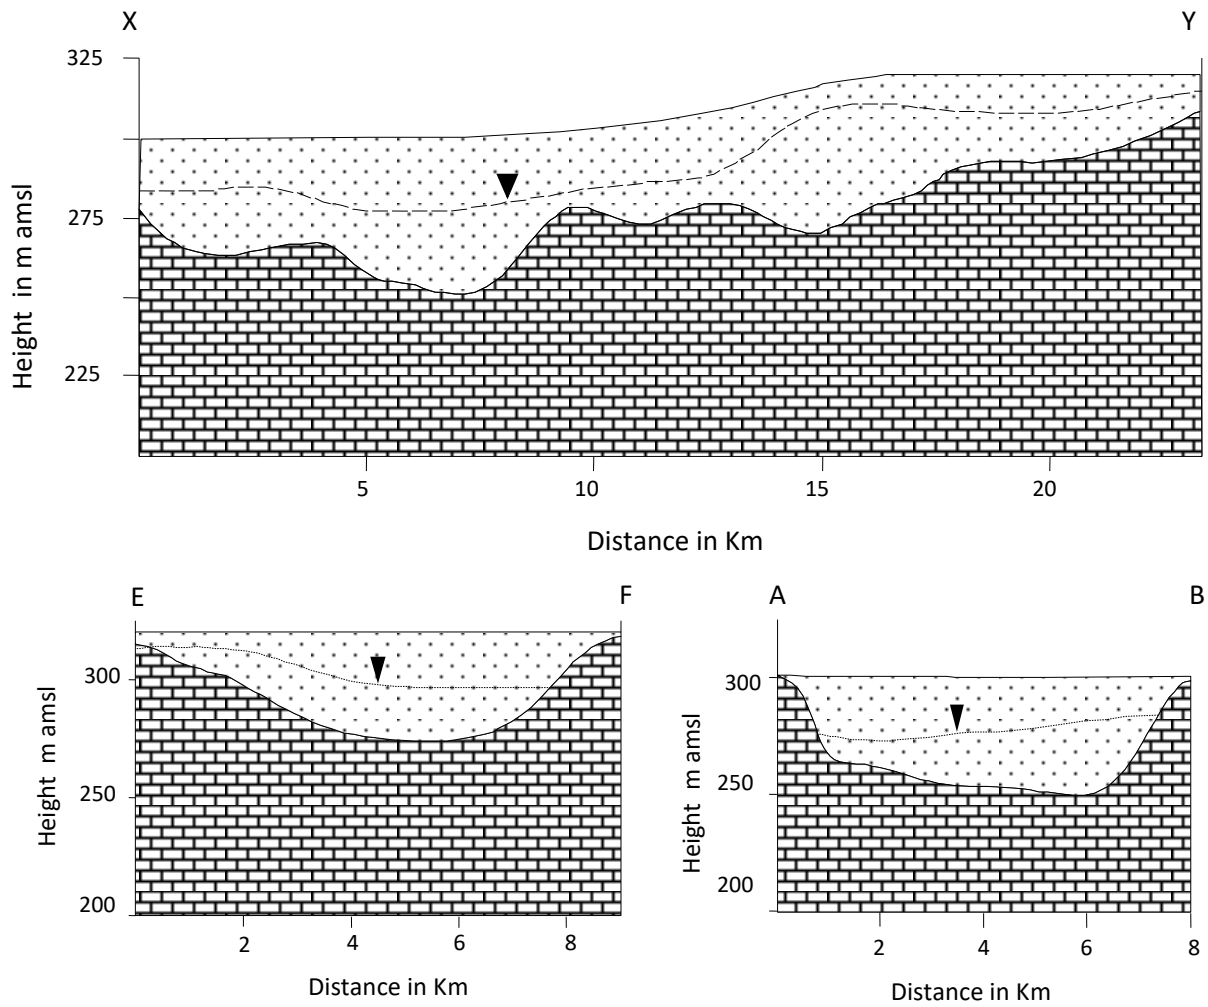 X Y
325
275
225
Height in m amsl
5 10 15 20
Distance in Km
E F
300
250
200
Height m amsl
2 4 6 8
Distance in Km
A B
300
250
200
Height m amsl
2 4 6 8
Distance in Km